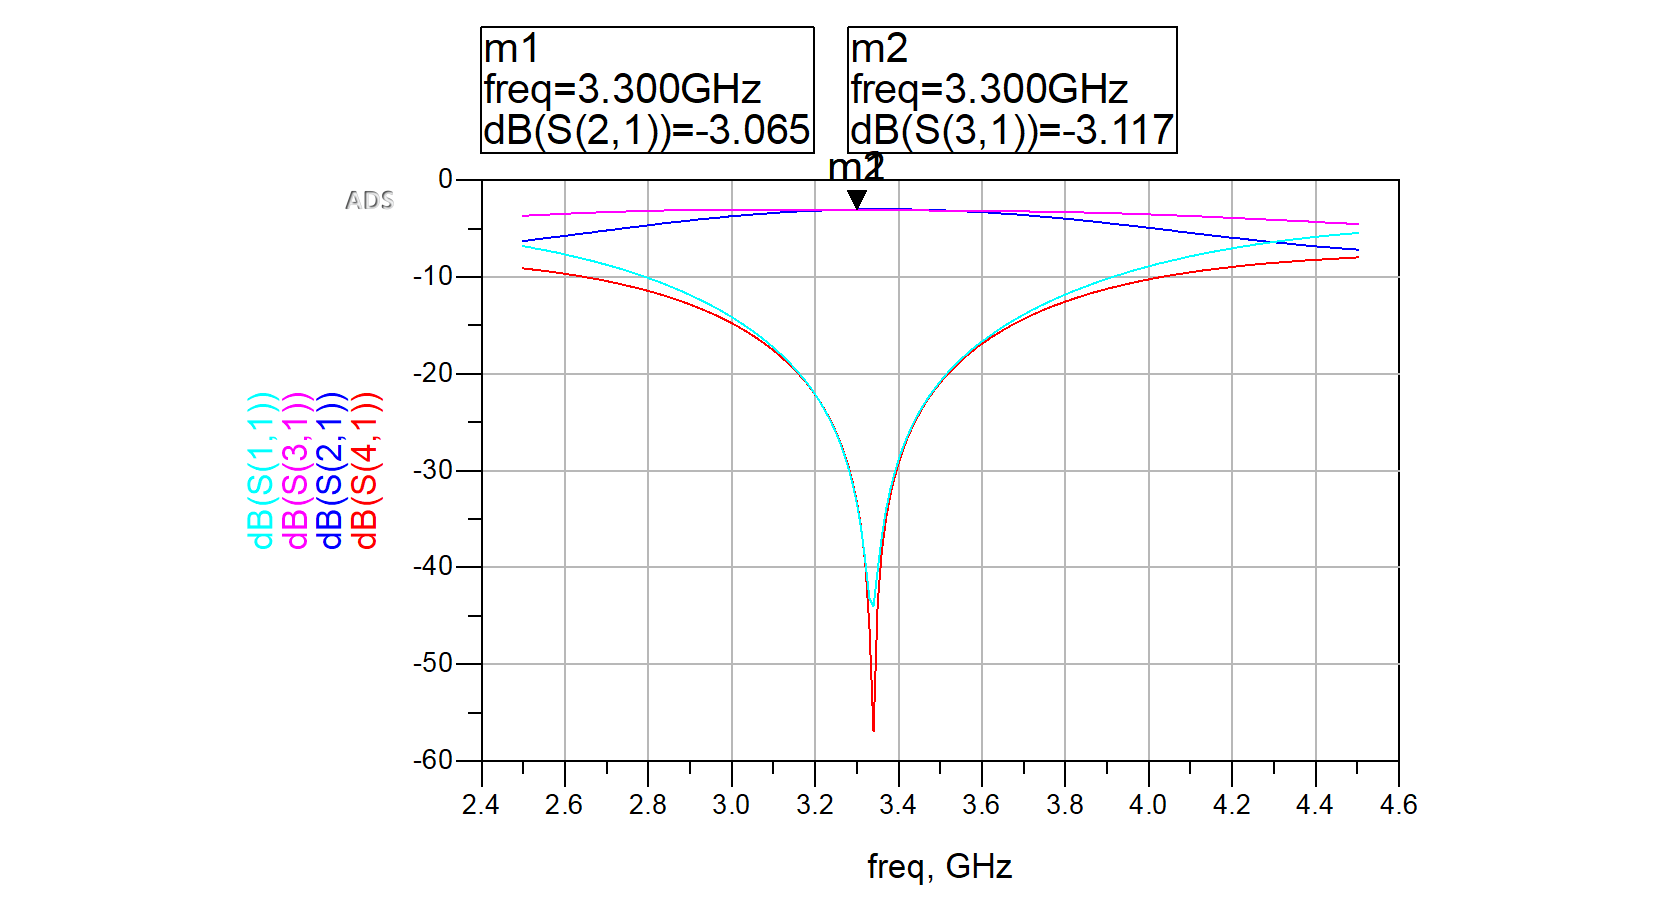 m1
freq=3.300GHz
dB(S(2,1))=-3.065
m2
freq=3.300GHz
dB(S(3,1))=-3.117
m2
ADS
0
-10
-20
-30
-40
-50
-60
dB(S(1,1))
dB(S(3,1))
dB(S(2,1))
dB(S(4,1))
2.4 2.6 2.8 3.0 3.2 3.4 3.6 3.8 4.0 4.2 4.4 4.6
freq, GHz